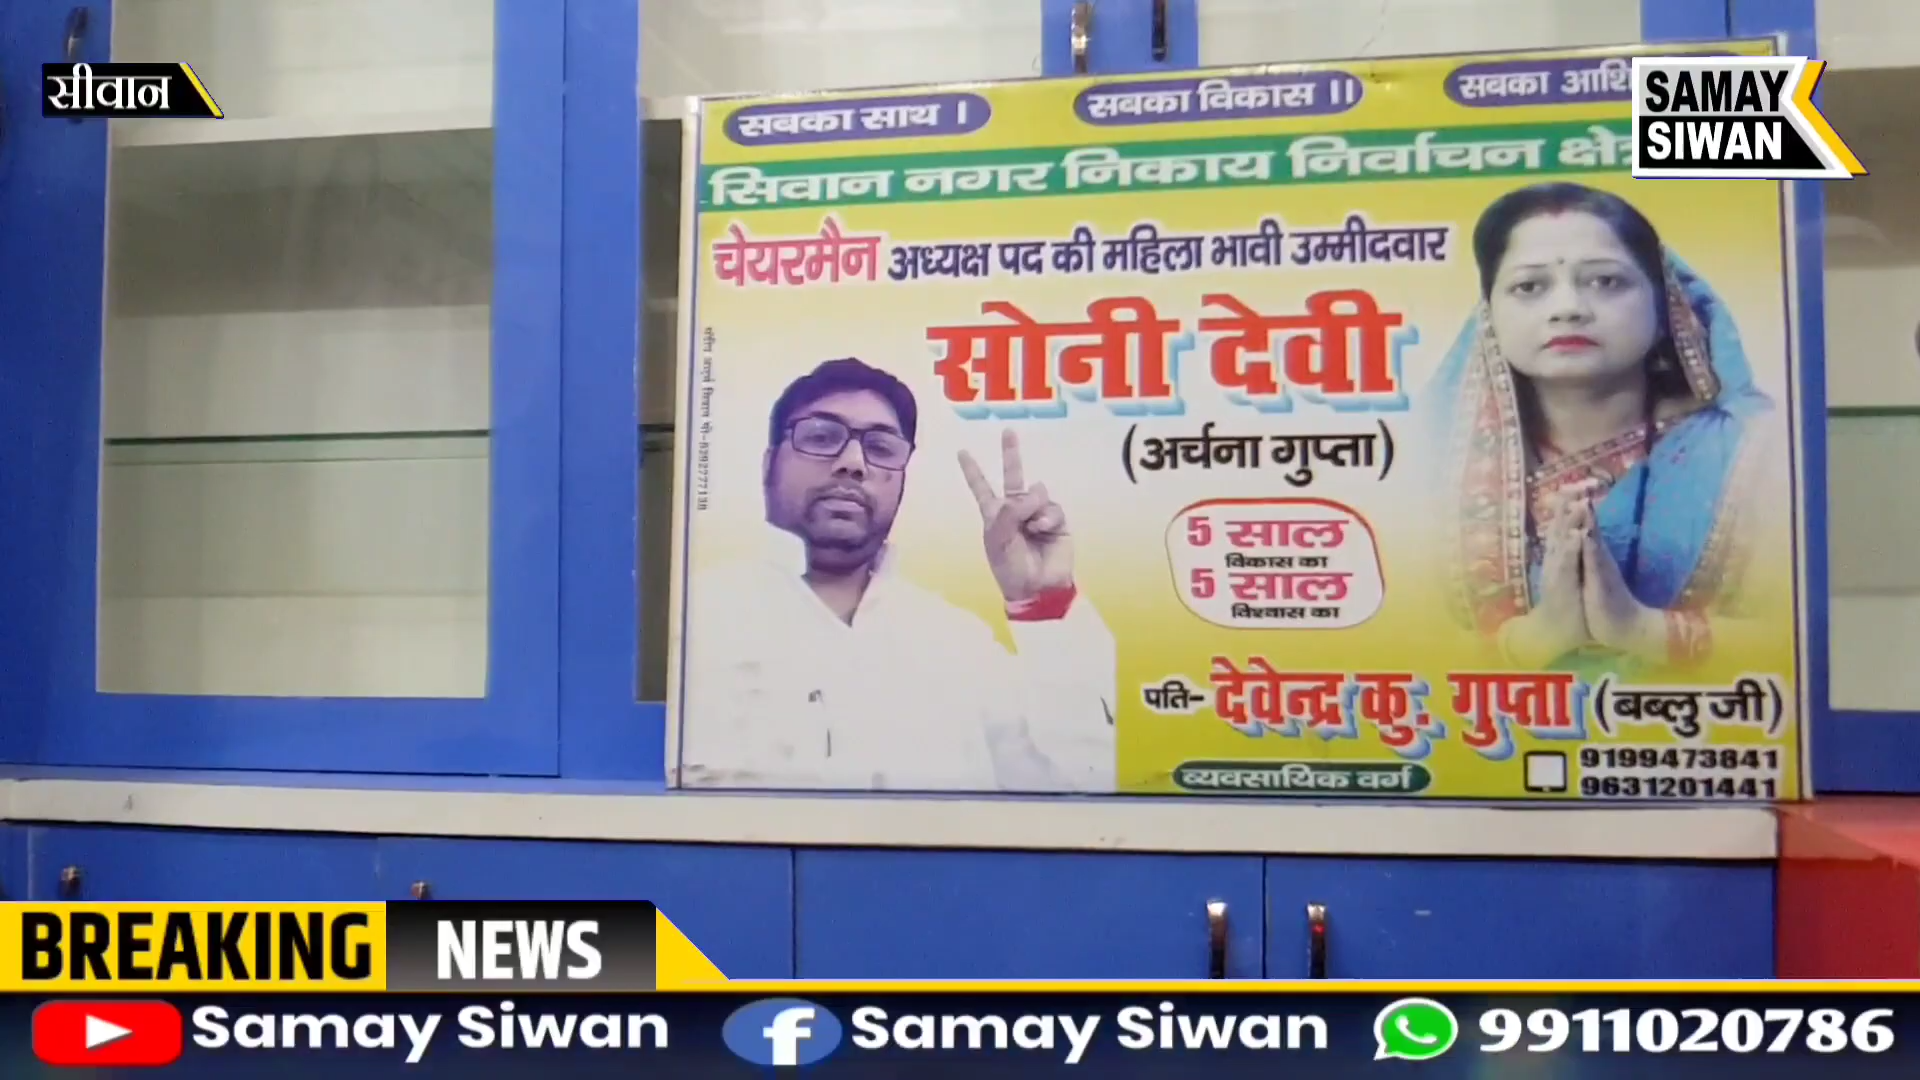 सीवान
SAMAY
SIWAN
सबका साथ । सबका विकास ।। सबका
सिवान नगर निकाय निर्वाचन
चेयरमैन अध्यक्ष पद की महिला भावी उम्मीदवार
सोनी देवी
(अर्चना गुप्ता)
5 साल
विकास का
5 साल
विश्वास का
पति- देवेन्द्र कु. गुप्ता (बब्लु जी)
व्यवसायिक वर्ग
9199473841
9631201441
BREAKING NEWS
Samay Siwan Samay Siwan 9911020786